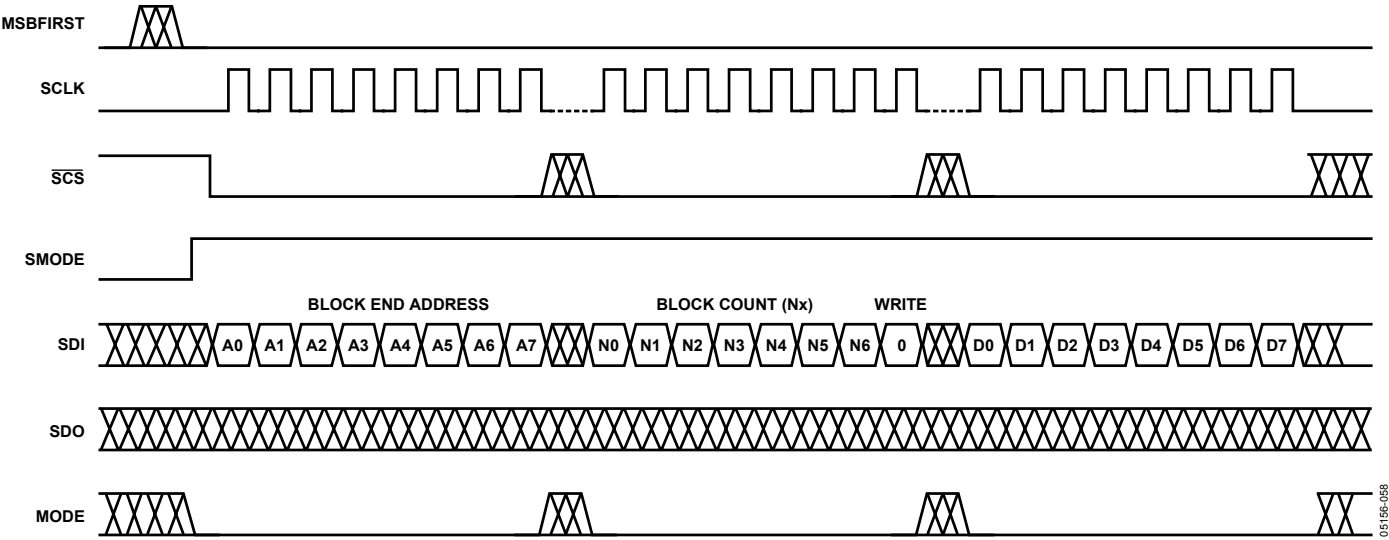 MSBFIRST
SCLK
SCS
SMODE
BLOCK END ADDRESS BLOCK COUNT (Nx) WRITE
SDI A0 A1 A2 A3 A4 A5 A6 A7 N0 N1 N2 N3 N4 N5 N6 0 D0 D1 D2 D3 D4 D5 D6 D7
SDO
MODE
05156-058